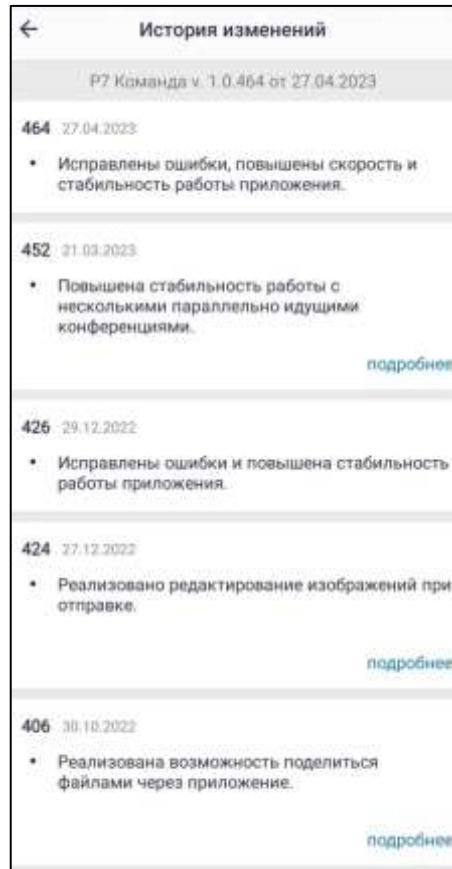 История изменений
Р7 Команда v. 1.0.464 от 27.04.2023
464 27.04.2023
• Исправлены ошибки, повышены скорость и
стабильность работы приложения.
452 21.03.2023
• Повышена стабильность работы с
несколькими параллельно идущими
конференциями.
подробнее
426 29.12.2022
• Исправлены ошибки и повышена стабильность
работы приложения.
424 27.12.2022
• Реализовано редактирование изображений при
отправке.
подробнее
406 30.10.2022
• Реализована возможность поделиться
файлами через приложение.
подробнее